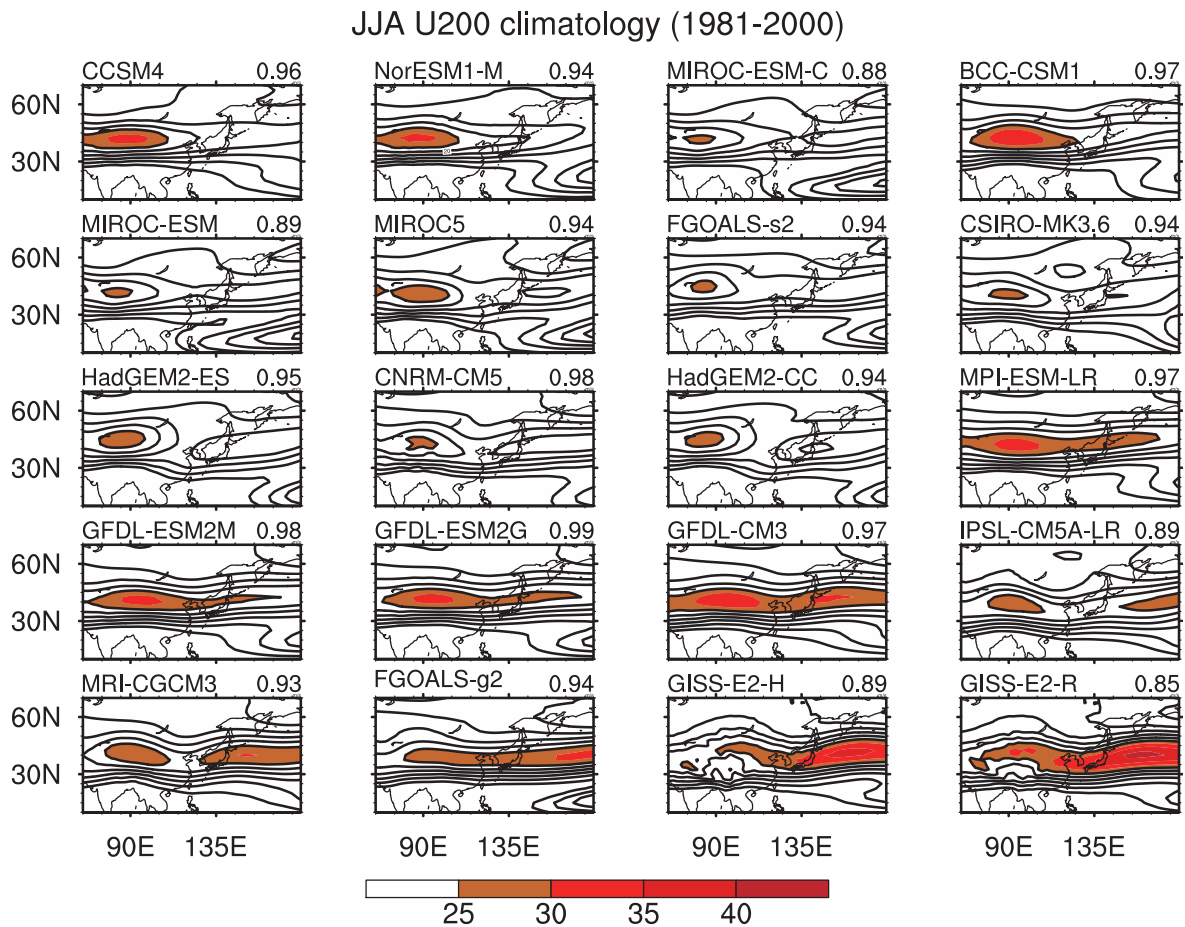 JJA U200 climatology (1981-2000)
CCSM4 0.96 NorESM1-M 0.94 MIROC-ESM-C 0.88 BCC-CSM1 0.97
60N
30N
MIROC-ESM 0.89 MIROC5 0.94 FGOALS-s2 0.94 CSIRO-MK3.6 0.94
60N
30N
HadGEM2-ES 0.95 CNRM-CM5 0.98 HadGEM2-CC 0.94 MPI-ESM-LR 0.97
60N
30N
GFDL-ESM2M 0.98 GFDL-ESM2G 0.99 GFDL-CM3 0.97 IPSL-CM5A-LR 0.89
60N
30N
MRI-CGCM3 0.93 FGOALS-g2 0.94 GISS-E2-H 0.89 GISS-E2-R 0.85
60N
30N
90E 135E 90E 135E 90E 135E 90E 135E
25 30 35 40